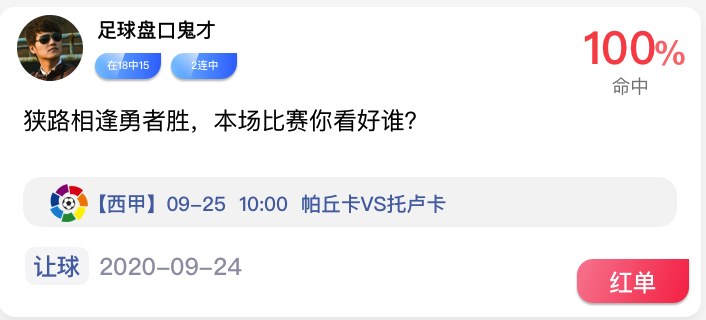 足球盘口鬼才
在18中15 2连中
100%
命中
狭路相逢勇者胜，本场比赛你看好谁？
【西甲】09-25 10:00 帕丘卡VS托卢卡
让球 2020-09-24
红单